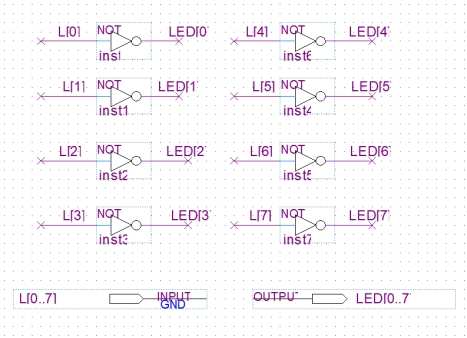 L[0] NOT LED[0]
inst
L[4] NOT LED[4]
inst6
L[1] NOT LED[1]
inst1
L[5] NOT LED[5]
inst4
L[2] NOT LED[2]
inst2
L[6] NOT LED[6]
inst5
L[3] NOT LED[3]
inst3
L[7] NOT LED[7]
inst7
L[0..7] INPUT
GND
OUTPUT LED[0..7]